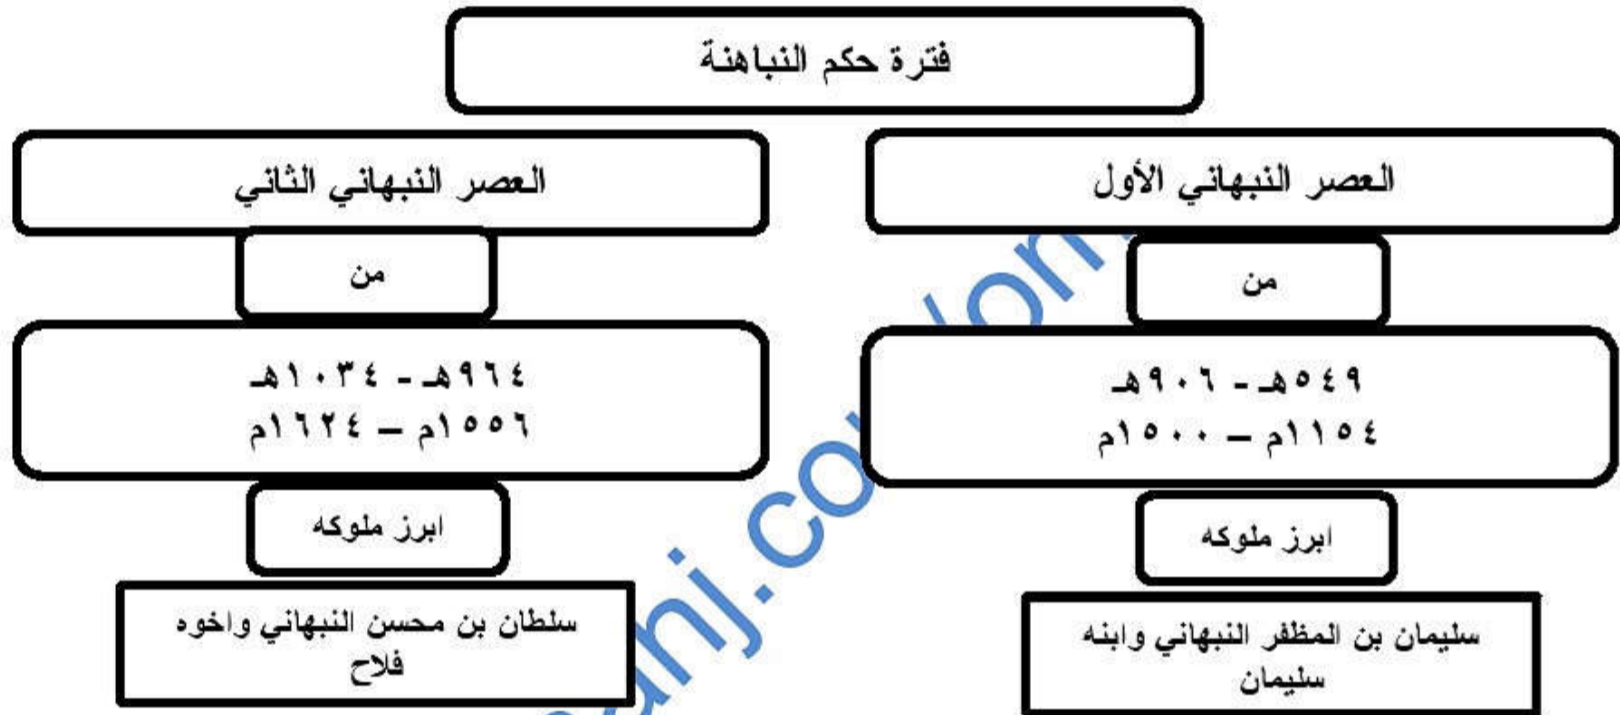 فترة حكم النباهنة
العصر النبهاني الأول
من
٥٤٩هـ - ٩٠٦هـ
١١٥٤م – ١٥٠٠م
ابرز ملوكه
سليمان بن المظفر النبهاني وابنه
سليمان
العصر النبهاني الثاني
من
٩٦٤هـ - ١٠٣٤هـ
١٥٥٦م – ١٦٢٤م
ابرز ملوكه
سلطان بن محسن النبهاني واخوه
فلاح